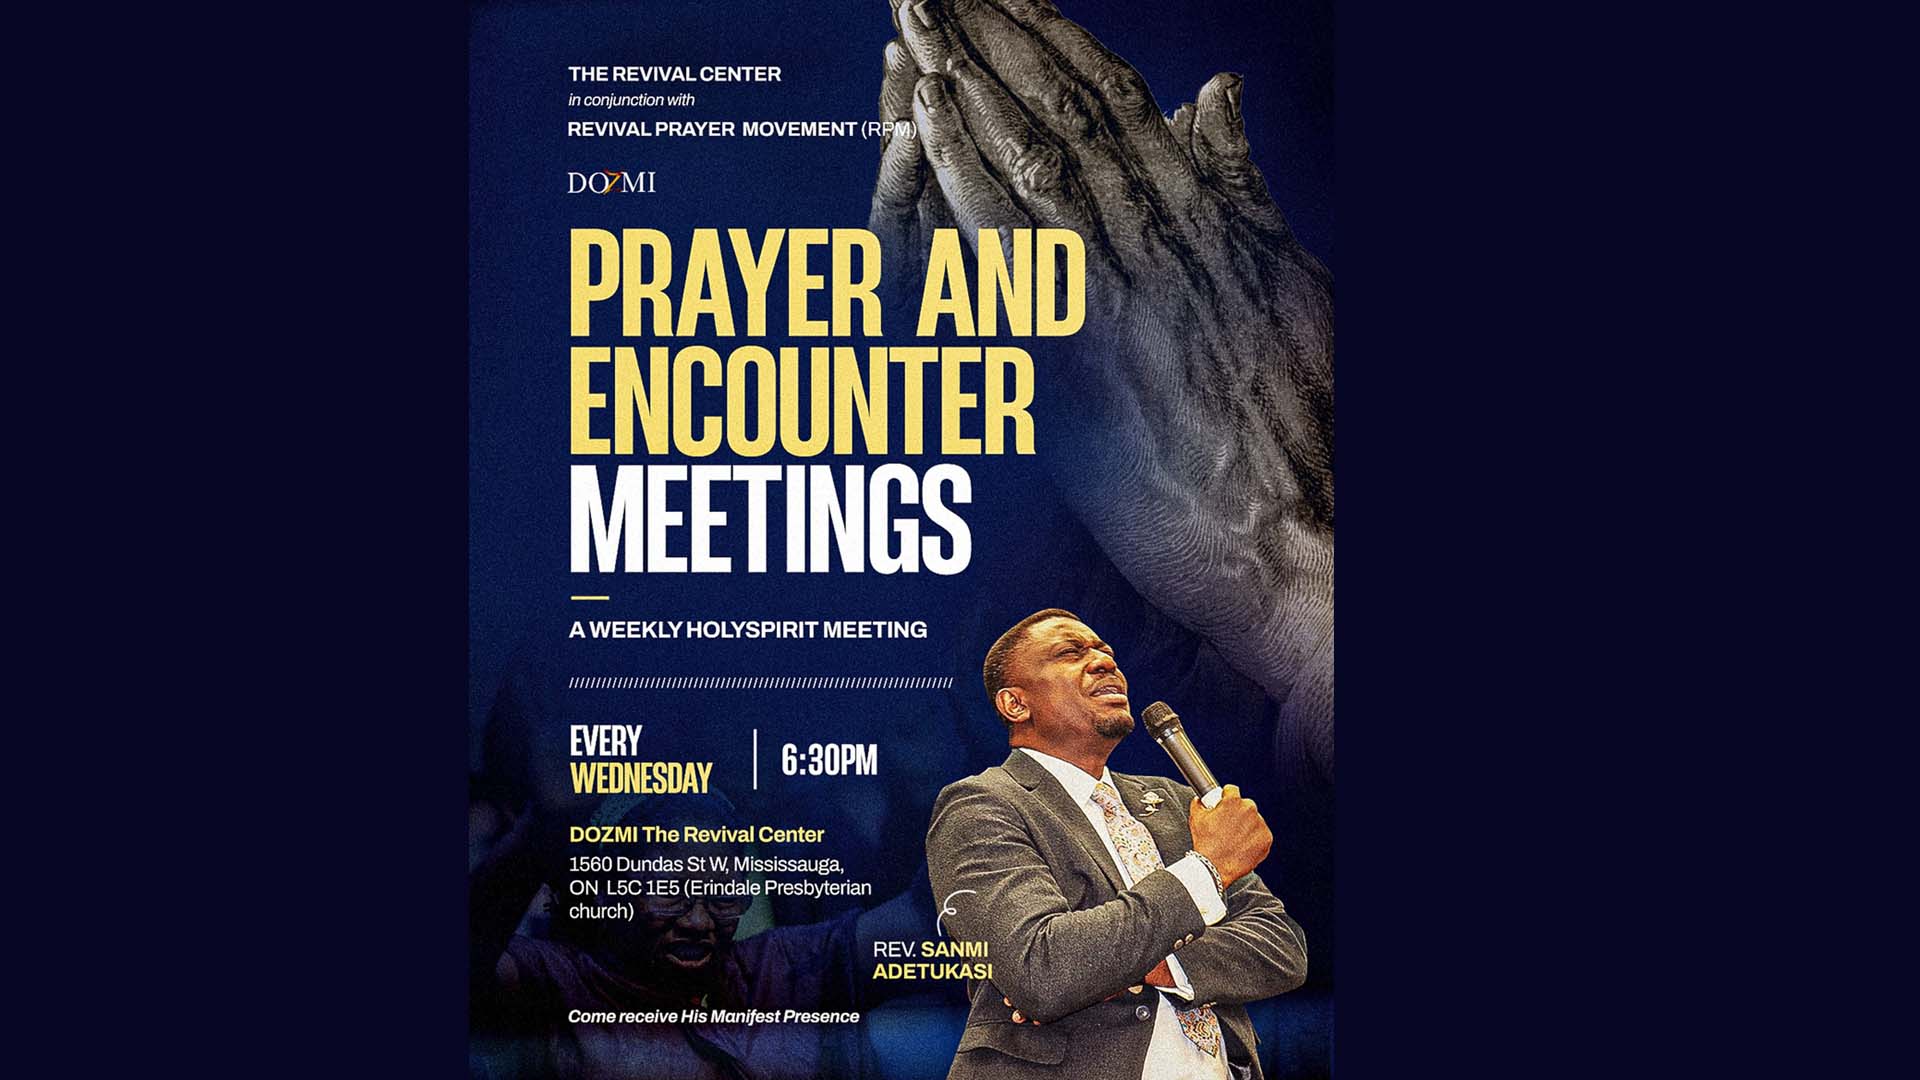 THE REVIVAL CENTER
in conjunction with
REVIVAL PRAYER MOVEMENT (RPM)
DOZMI
PRAYER AND
ENCOUNTER
MEETINGS
A WEEKLY HOLYSPIRIT MEETING
EVERY
WEDNESDAY
6:30PM
DOZMI The Revival Center
1560 Dundas St W, Mississauga,
ON L5C 1E5 (Erindale Presbyterian
church)
REV. SANMI
ADETUKASI
Come receive His Manifest Presence